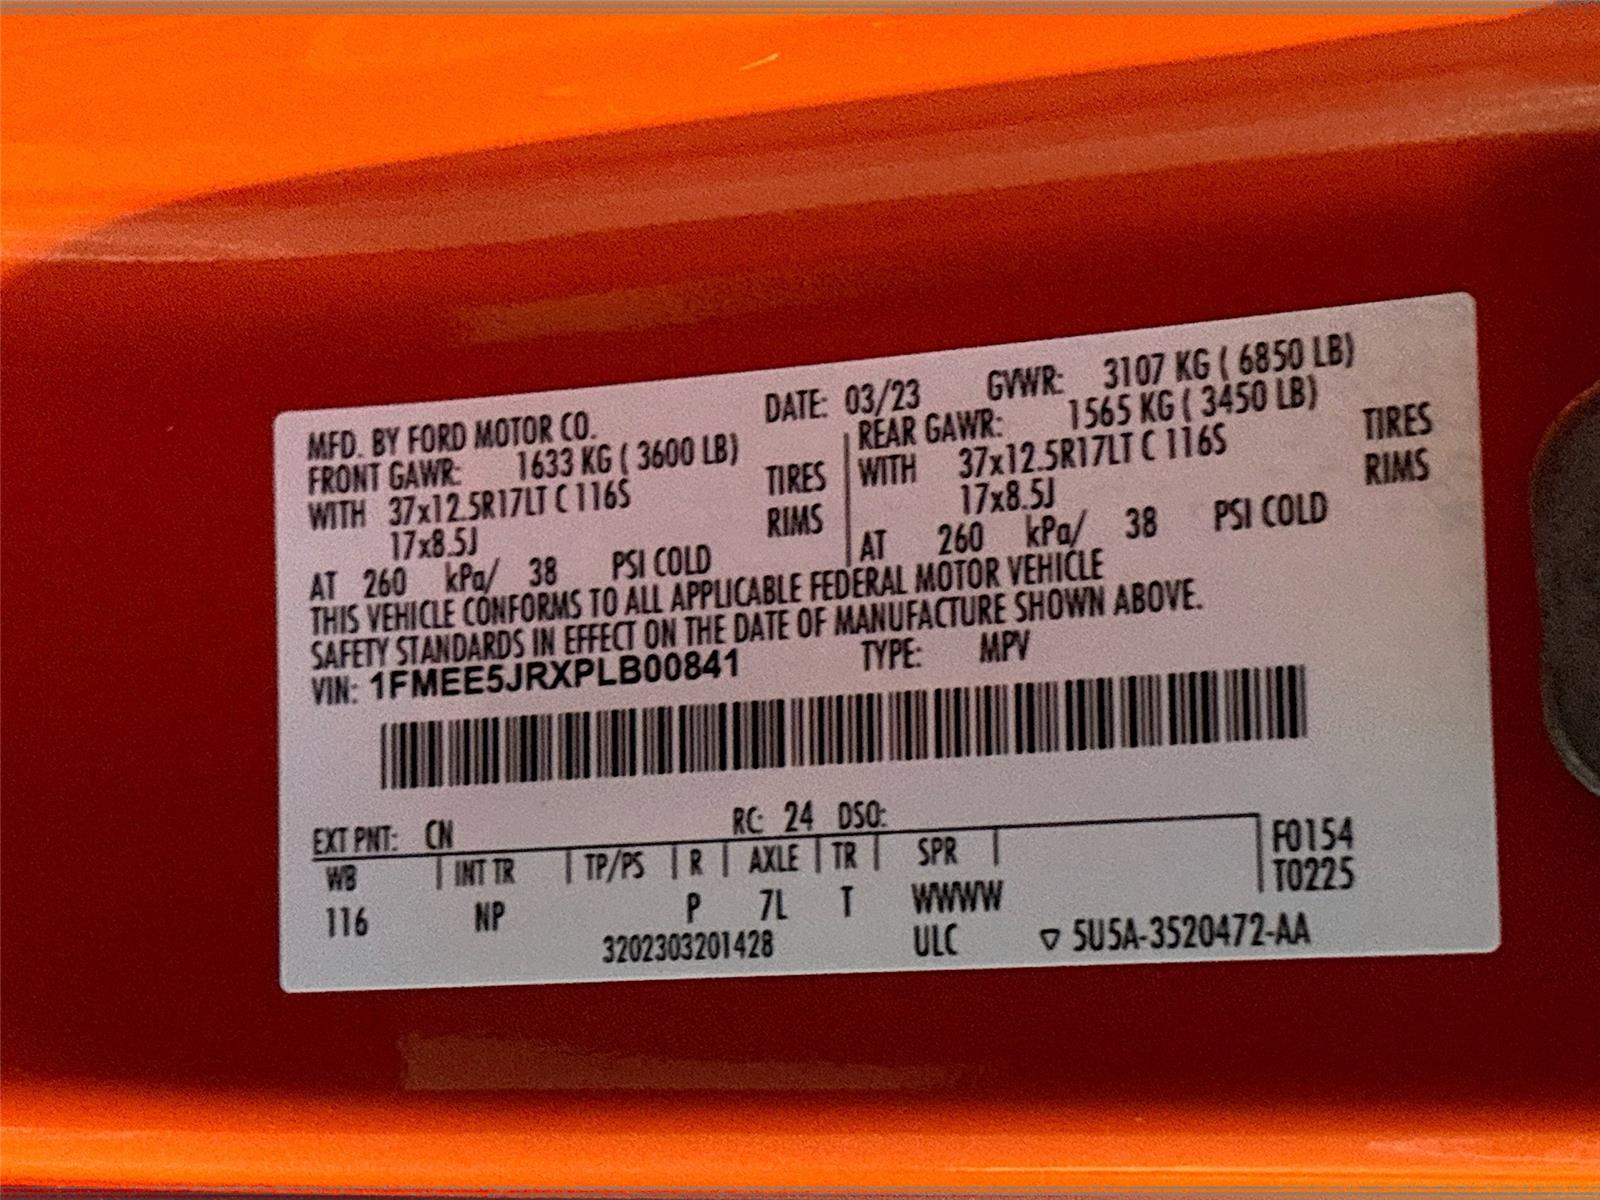 MFD. BY FORD MOTOR CO. DATE: 03/23 GVWR: 3107 KG ( 6850 LB)
FRONT GAWR: 1633 KG ( 3600 LB) REAR GAWR: 1565 KG ( 3450 LB)
WITH 37x12.5R17LT C 116S TIRES WITH 37x12.5R17LT C 116S TIRES
17x8.5J RIMS 17x8.5J RIMS
AT 260 kPa/ 38 PSI COLD AT 260 kPa/ 38 PSI COLD
THIS VEHICLE CONFORMS TO ALL APPLICABLE FEDERAL MOTOR VEHICLE
SAFETY STANDARDS IN EFFECT ON THE DATE OF MANUFACTURE SHOWN ABOVE.
VIN: 1FMEE5JRXPLB00841 TYPE: MPV
EXT PNT: CN RC: 24 DSO:
WB INT TR TP/PS R AXLE TR SPR F0154
T0225
116 NP P 7L T WWWW
3202303201428 ULC ▽ 5U5A-3520472-AA